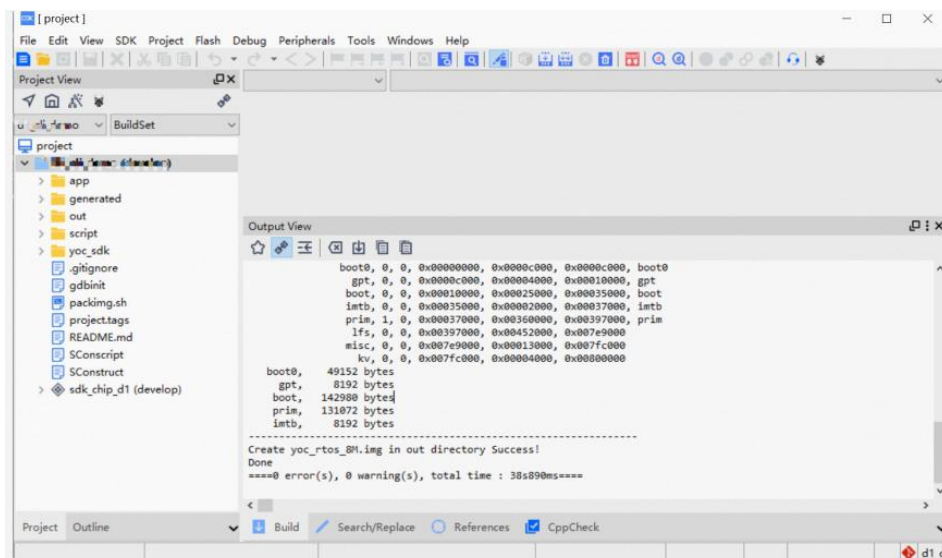 CDK [ project ]
File Edit View SDK Project Flash Debug Peripherals Tools Windows Help
Project View
BuildSet
project
app
generated
out
script
yoc_sdk
.gitignore
gdbinit
packimg.sh
project.tags
README.md
SConscript
SConstruct
sdk_chip_d1 (develop)
Project Outline
Output View
boot0, 0, 0, 0x00000000, 0x0000c000, 0x0000c000, boot0
gpt, 0, 0, 0x0000c000, 0x00004000, 0x00010000, gpt
boot, 0, 0, 0x00010000, 0x00025000, 0x00035000, boot
imtb, 0, 0, 0x00035000, 0x00002000, 0x00037000, imtb
prim, 1, 0, 0x00037000, 0x00360000, 0x00397000, prim
lfs, 0, 0, 0x00397000, 0x00452000, 0x007e9000
misc, 0, 0, 0x007e9000, 0x00013000, 0x007fc000
kv, 0, 0, 0x007fc000, 0x00004000, 0x00800000
boot0, 49152 bytes
gpt, 8192 bytes
boot, 142980 bytes
prim, 131072 bytes
imtb, 8192 bytes
----------------------------------------------------------------
Create yoc_rtos_8M.img in out directory Success!
Done
====0 error(s), 0 warning(s), total time : 38s890ms====
Build Search/Replace References CppCheck
d1